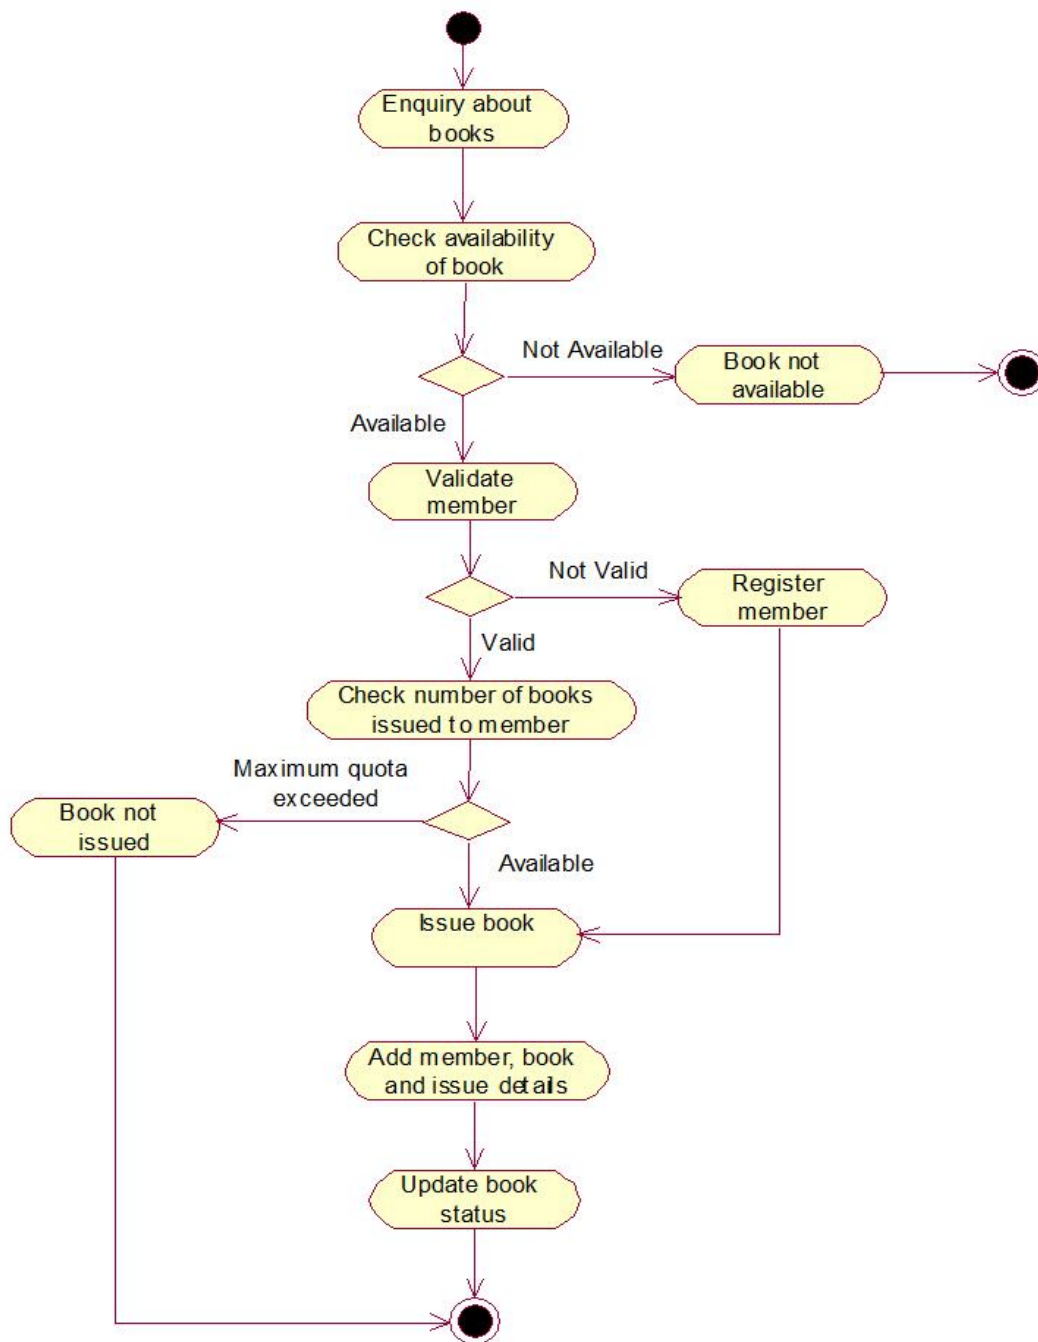 Enquiry about
books
Check availability
of book
Not Available
Book not
available
Available
Validate
member
Not Valid
Register
member
Valid
Check number of books
issued to member
Maximum quota
exceeded
Book not
issued
Available
Issue book
Add member, book
and issue details
Update book
status